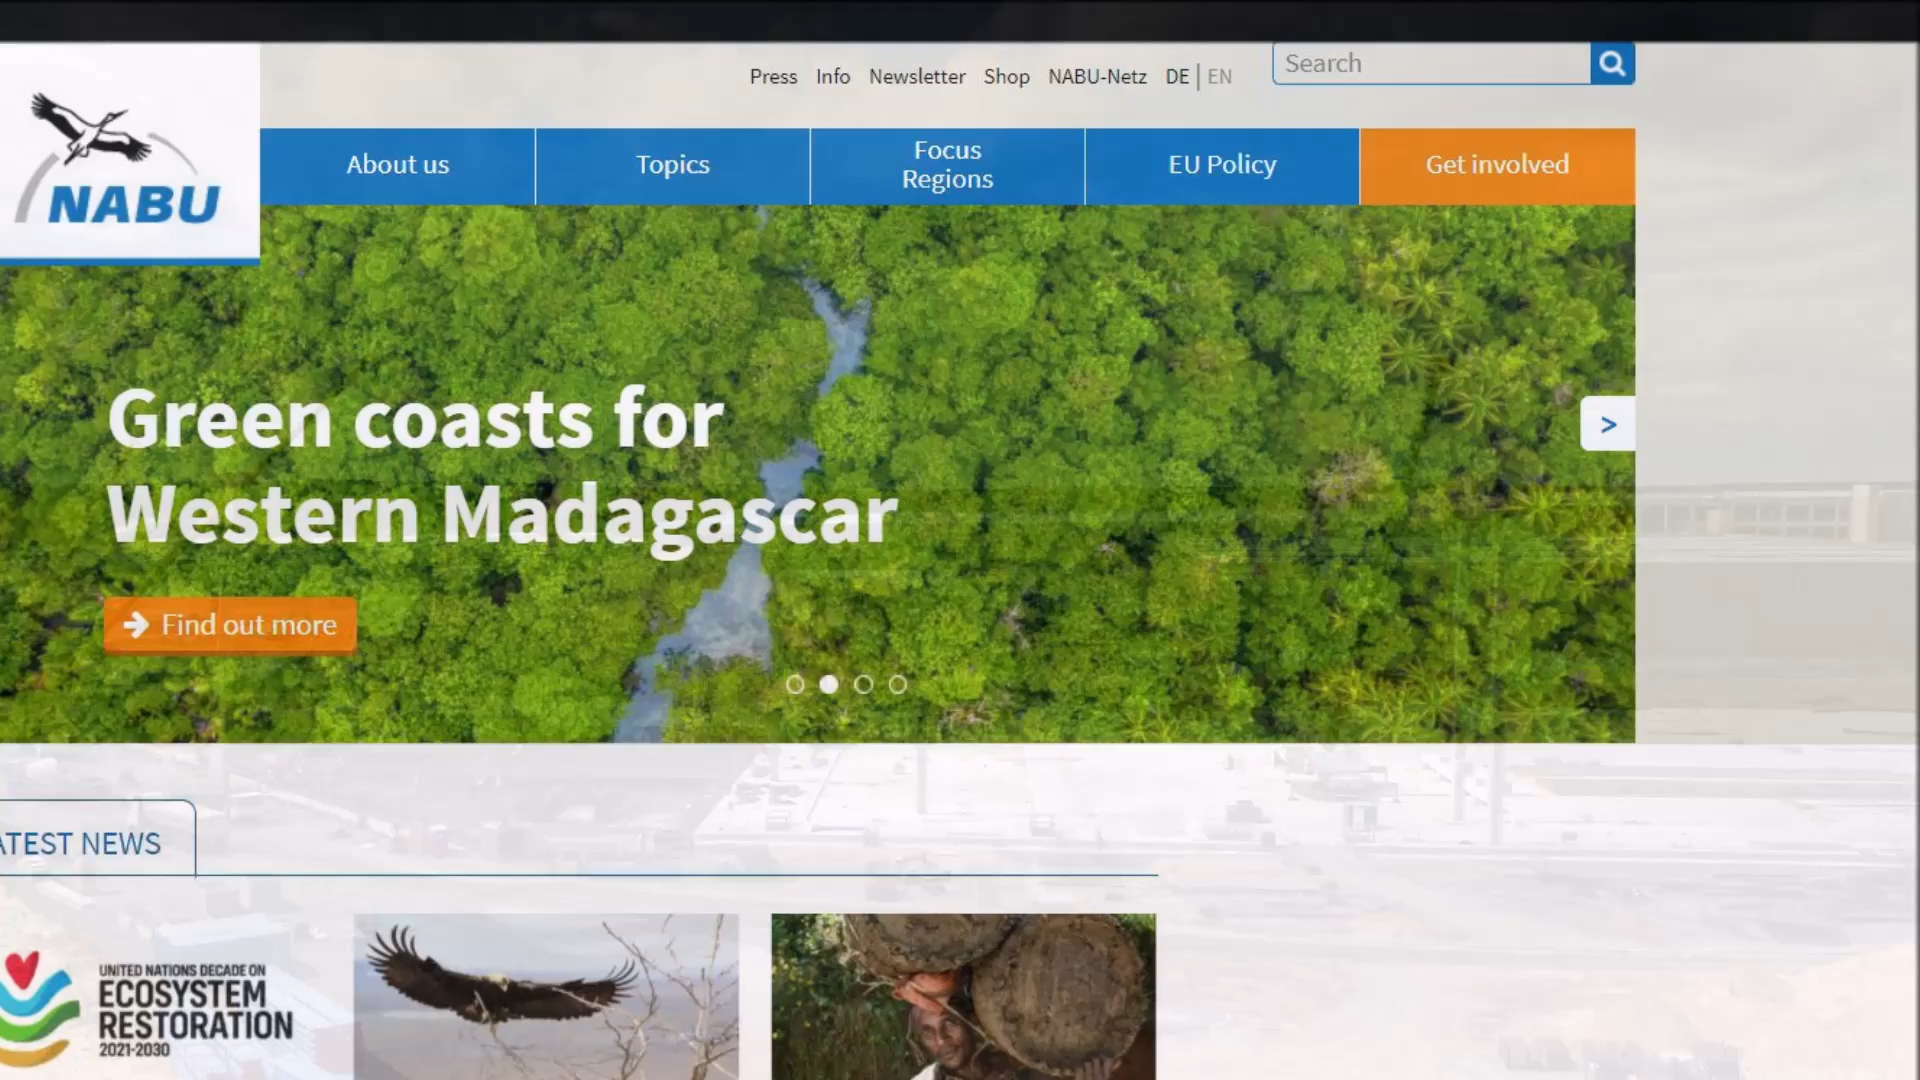 Press Info Newsletter Shop NABU-Netz DE | EN
Search
NABU
About us
Topics
Focus
Regions
EU Policy
Get involved
Green coasts for
Western Madagascar
>
Find out more
ATEST NEWS
UNITED NATIONS DECADE ON
ECOSYSTEM
RESTORATION
2021-2030